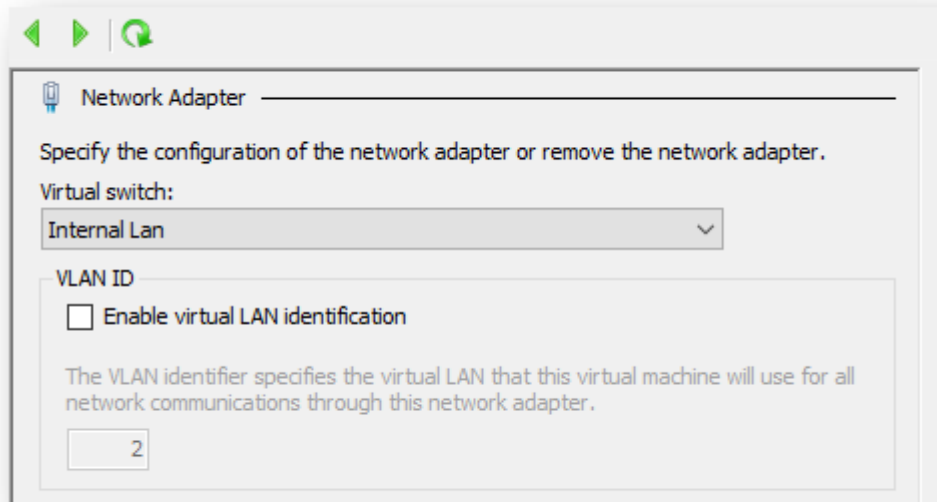 Network Adapter
Specify the configuration of the network adapter or remove the network adapter.
Virtual switch:
Internal Lan
VLAN ID
Enable virtual LAN identification
The VLAN identifier specifies the virtual LAN that this virtual machine will use for all
network communications through this network adapter.
2